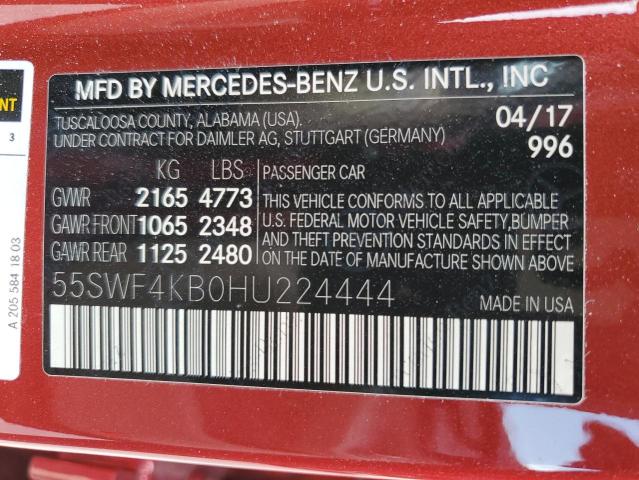 MFD BY MERCEDES-BENZ U.S. INTL., INC
TUSCALOOSA COUNTY, ALABAMA (USA).
UNDER CONTRACT FOR DAIMLER AG, STUTTGART (GERMANY)
04/17
996
KG LBS
GVWR 2165 4773
GAWR FRONT 1065 2348
GAWR REAR 1125 2480
PASSENGER CAR
THIS VEHICLE CONFORMS TO ALL APPLICABLE
U.S. FEDERAL MOTOR VEHICLE SAFETY,BUMPER
AND THEFT PREVENTION STANDARDS IN EFFECT
ON THE DATE OF MANUFACTURE SHOWN ABOVE.
55SWF4KB0HU224444
MADE IN USA
3
A 205 584 18 03